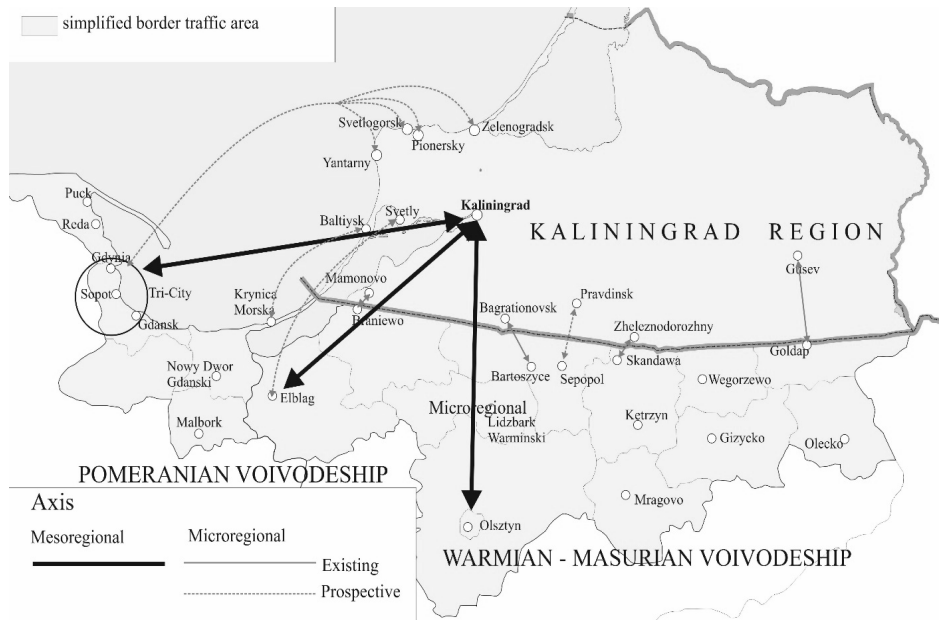 simplified border traffic area
Svetlogorsk
Zelenogradsk
Pionersky
Yantarny
Puck
Kaliningrad
Svetly
Reda
Baltiysk
KALININGRAD REGION
Gdynia
Gusev
Mamonovo
Sopot
Tri-City
Krynica
Morska
Pravdinsk
Bagrationovsk
Braniewo
Gdansk
Zheleznodorozhny
Goldap
Skandawa
Nowy Dwor
Gdanski
Bartoszyce
Sepopol
Wegorzewo
Elblag
Microregional
Lidzbark
Warminski
Malbork
Kętrzyn
Gizycko
Olecko
POMERANIAN VOIVODESHIP
Mragovo
Axis
Olsztyn
Mesoregional
Microregional
WARMIAN - MASURIAN VOIVODESHIP
Existing
Prospective